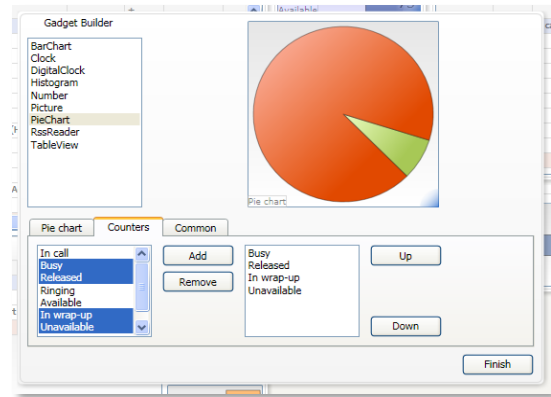 Available
Gadget Builder
BarChart
Clock
DigitalClock
Histogram
Number
Picture
PieChart
RssReader
TableView
Pie chart
Pie chart
Counters
Common
In call
Busy
Released
Ringing
Available
In wrap-up
Unavailable
Add
Remove
Busy
Released
In wrap-up
Unavailable
Up
Down
Finish